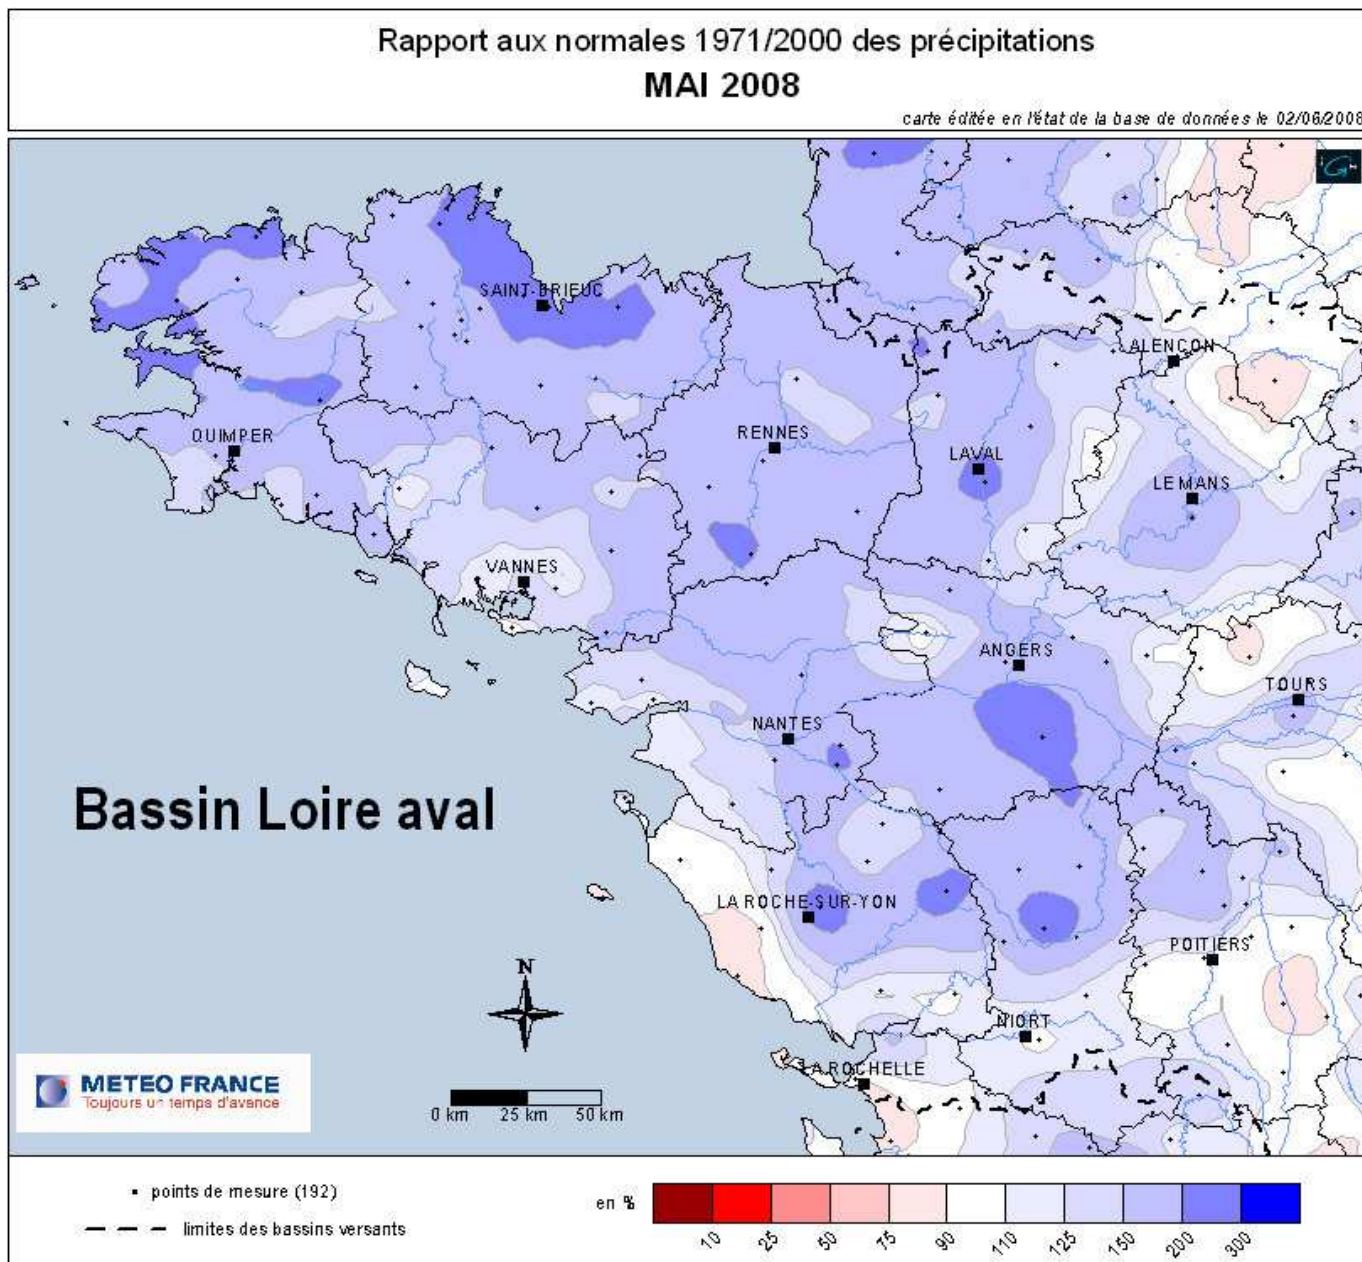 Rapport aux normales 1971/2000 des précipitations
MAI 2008
carte éditée en l'état de la base de données le 02/06/2008
SAINT-BRIEUC
ALENÇON
QUIMPER
RENNES
LAVAL
LE MANS
VANNES
ANGERS
TOURS
NANTES
Bassin Loire aval
LA ROCHE-SUR-YON
POITIERS
N
NIORT
LA ROCHELLE
METEO FRANCE
Toujours un temps d'avance
0 km 25 km 50 km
points de mesure (192)
en %
limites des bassins versants
10 25 50 75 90 110 125 150 200 300